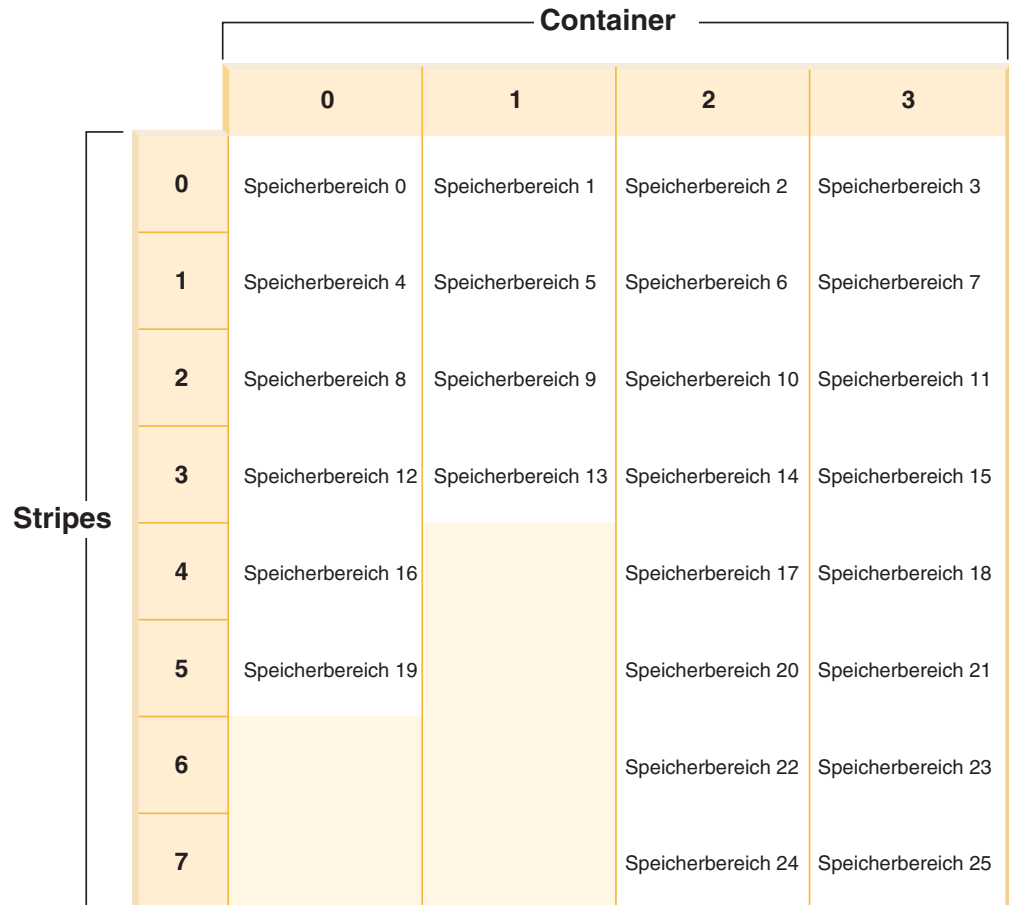 Container
0 1 2 3
0 Speicherbereich 0 Speicherbereich 1 Speicherbereich 2 Speicherbereich 3
1 Speicherbereich 4 Speicherbereich 5 Speicherbereich 6 Speicherbereich 7
2 Speicherbereich 8 Speicherbereich 9 Speicherbereich 10 Speicherbereich 11
3 Speicherbereich 12 Speicherbereich 13 Speicherbereich 14 Speicherbereich 15
Stripes
4 Speicherbereich 16 Speicherbereich 17 Speicherbereich 18
5 Speicherbereich 19 Speicherbereich 20 Speicherbereich 21
6 Speicherbereich 22 Speicherbereich 23
7 Speicherbereich 24 Speicherbereich 25